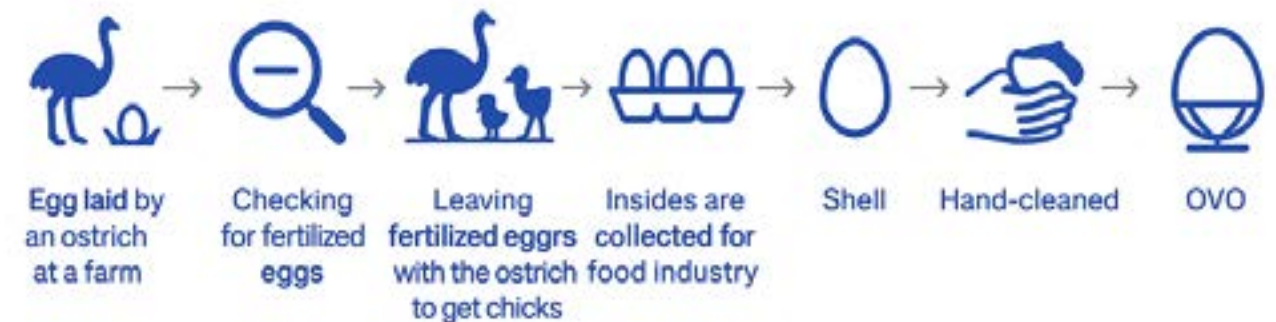 Egg laid by
an ostrich
at a farm
Checking
for fertilized
eggs
Leaving
fertilized eggrs
with the ostrich
to get chicks
Insides are
collected for
food industry
Shell
Hand-cleaned
OVO